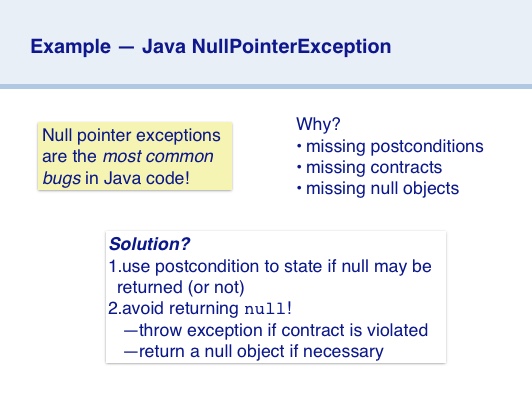 Example — Java NullPointerException
Null pointer exceptions
are the most common
bugs in Java code!
Why?
• missing postconditions
• missing contracts
• missing null objects
Solution?
1.use postcondition to state if null may be
returned (or not)
2.avoid returning null!
—throw exception if contract is violated
—return a null object if necessary